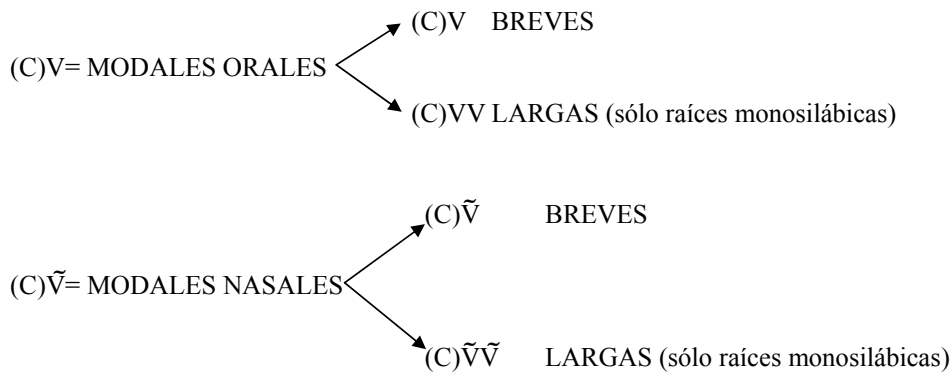 (C)V BREVES
(C)V= MODALES ORALES
(C)VV LARGAS (sólo raíces monosilábicas)
(C)Ṽ BREVES
(C)Ṽ= MODALES NASALES
(C)ṼṼ LARGAS (sólo raíces monosilábicas)